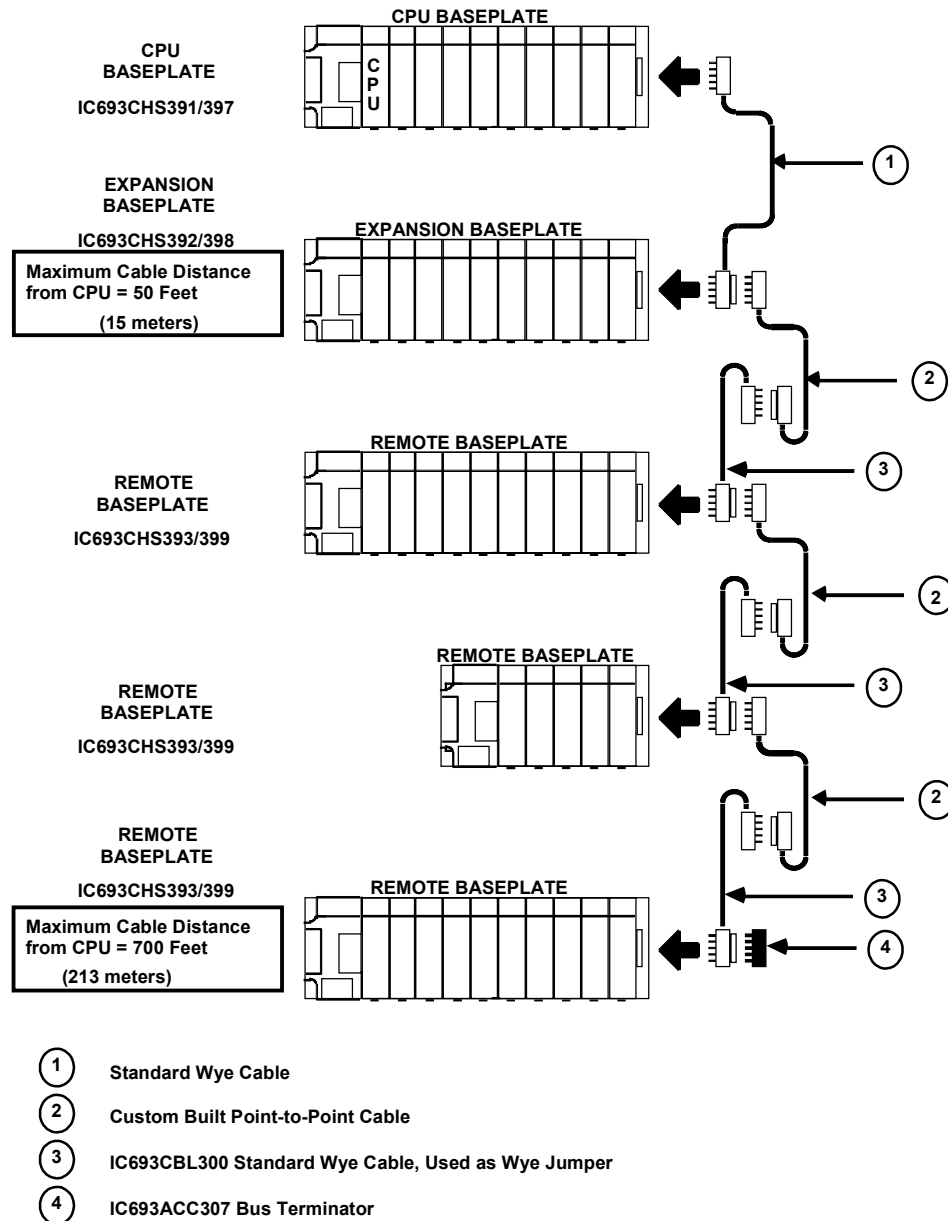 CPU BASEPLATE
CPU
BASEPLATE
IC693CHS391/397
C
P
U
1
EXPANSION
BASEPLATE
IC693CHS392/398
EXPANSION BASEPLATE
Maximum Cable Distance
from CPU = 50 Feet
(15 meters)
2
REMOTE BASEPLATE
3
REMOTE
BASEPLATE
IC693CHS393/399
2
REMOTE BASEPLATE
3
REMOTE
BASEPLATE
IC693CHS393/399
2
REMOTE
BASEPLATE
IC693CHS393/399
REMOTE BASEPLATE
3
Maximum Cable Distance
from CPU = 700 Feet
(213 meters)
4
1 Standard Wye Cable
2 Custom Built Point-to-Point Cable
3 IC693CBL300 Standard Wye Cable, Used as Wye Jumper
4 IC693ACC307 Bus Terminator